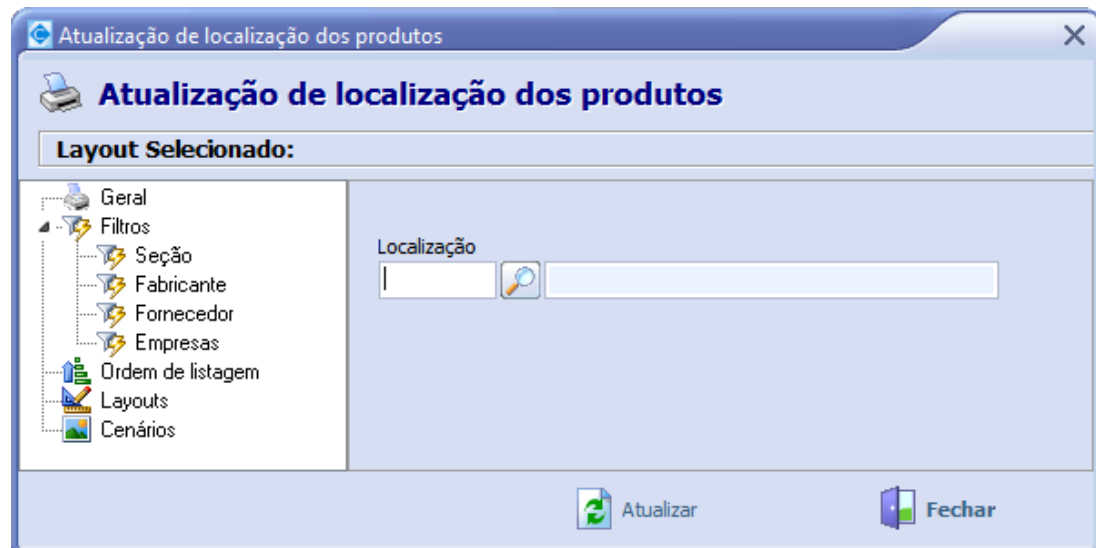 Atualização de localização dos produtos
Atualização de localização dos produtos
Layout Selecionado:
Geral
Filtros
Seção
Fabricante
Fornecedor
Empresas
Ordem de listagem
Layouts
Cenários
Localização
Atualizar
Fechar